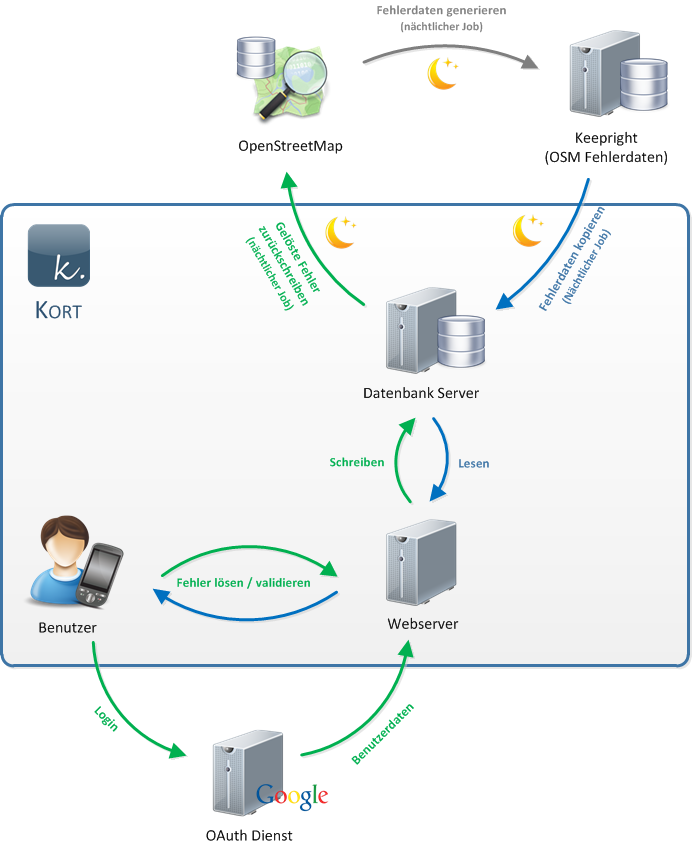 Fehlerdaten generieren
(nächtlicher Job)
OpenStreetMap
Keepright
(OSM Fehlerdaten)
k.
KORT
Gelöste Fehler
zurückschreiben
(nächtlicher Job)
Fehlerdaten kopieren
(Nächtlicher Job)
Datenbank Server
Schreiben
Lesen
Fehler lösen / validieren
Benutzer
Webserver
Login
Benutzerdaten
Google
OAuth Dienst